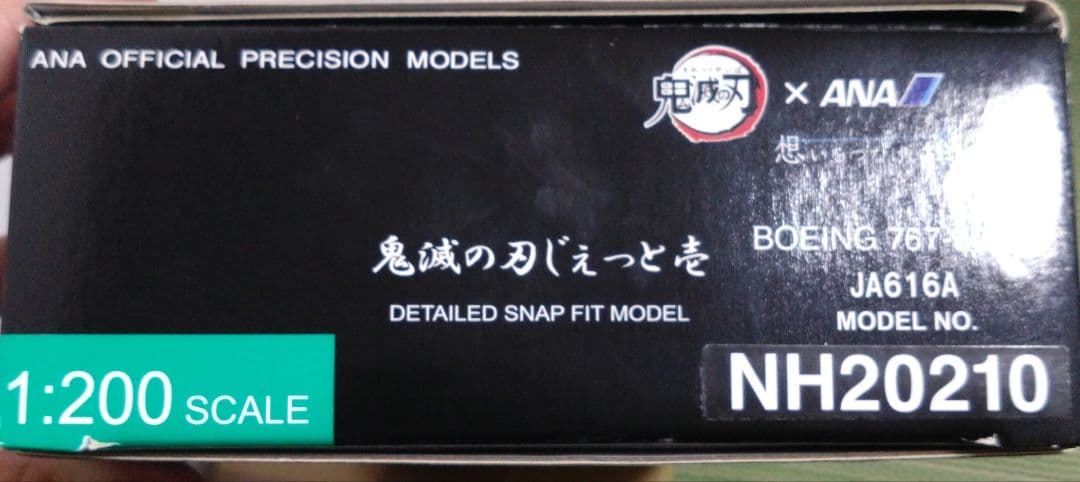 ANA OFFICIAL PRECISION MODELS
鬼滅の刃 × ANA
想
鬼滅の刃じぇっと壱
BOEING 767-
DETAILED SNAP FIT MODEL
JA616A
MODEL NO.
NH20210
1:200 SCALE